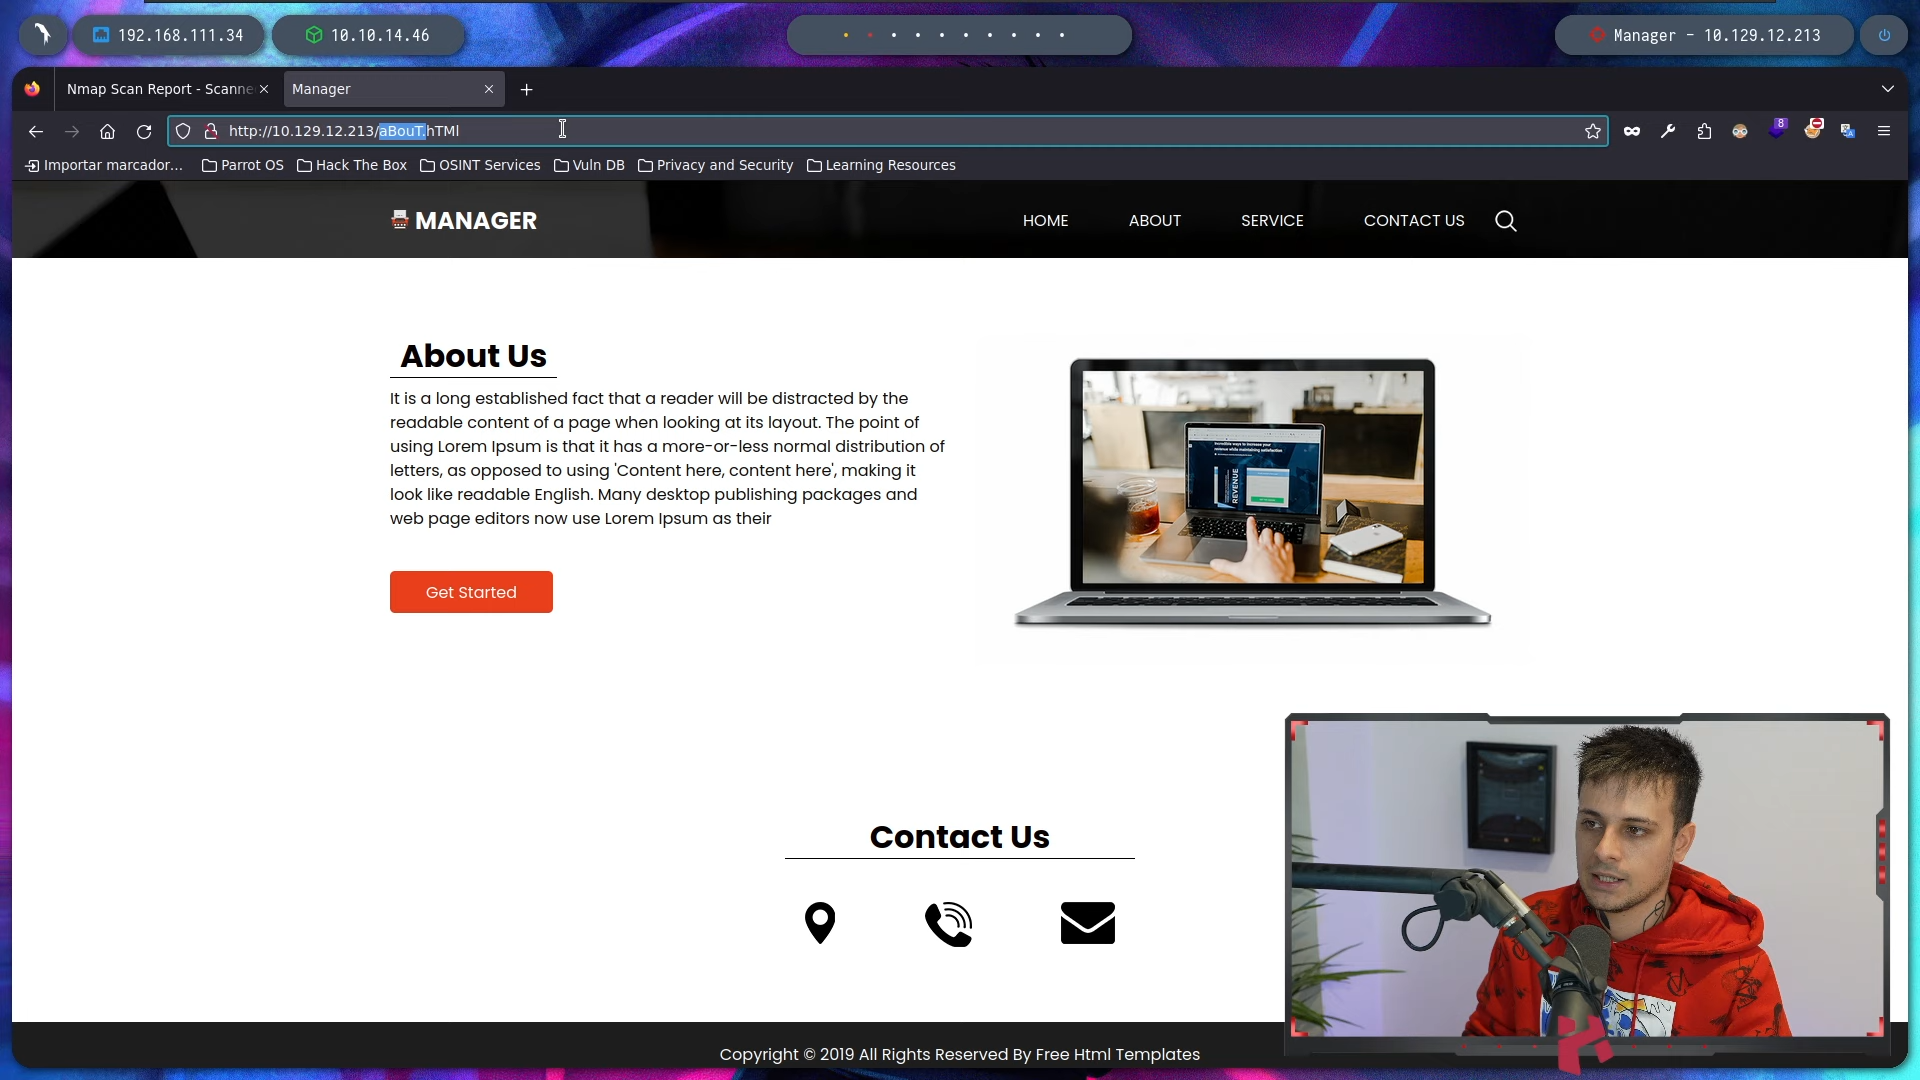 192.168.111.34
10.10.14.46
Manager - 10.129.12.213
Nmap Scan Report - Scanne
Manager
http://10.129.12.213/aBouT.hTMl
8
Importar marcador...
Parrot OS
Hack The Box
OSINT Services
Vuln DB
Privacy and Security
Learning Resources
MANAGER
HOME
ABOUT
SERVICE
CONTACT US
About Us
It is a long established fact that a reader will be distracted by the
readable content of a page when looking at its layout. The point of
using Lorem Ipsum is that it has a more-or-less normal distribution of
letters, as opposed to using 'Content here, content here', making it
look like readable English. Many desktop publishing packages and
web page editors now use Lorem Ipsum as their
Get Started
REVENUE
Contact Us
Copyright © 2019 All Rights Reserved By Free Html Templates